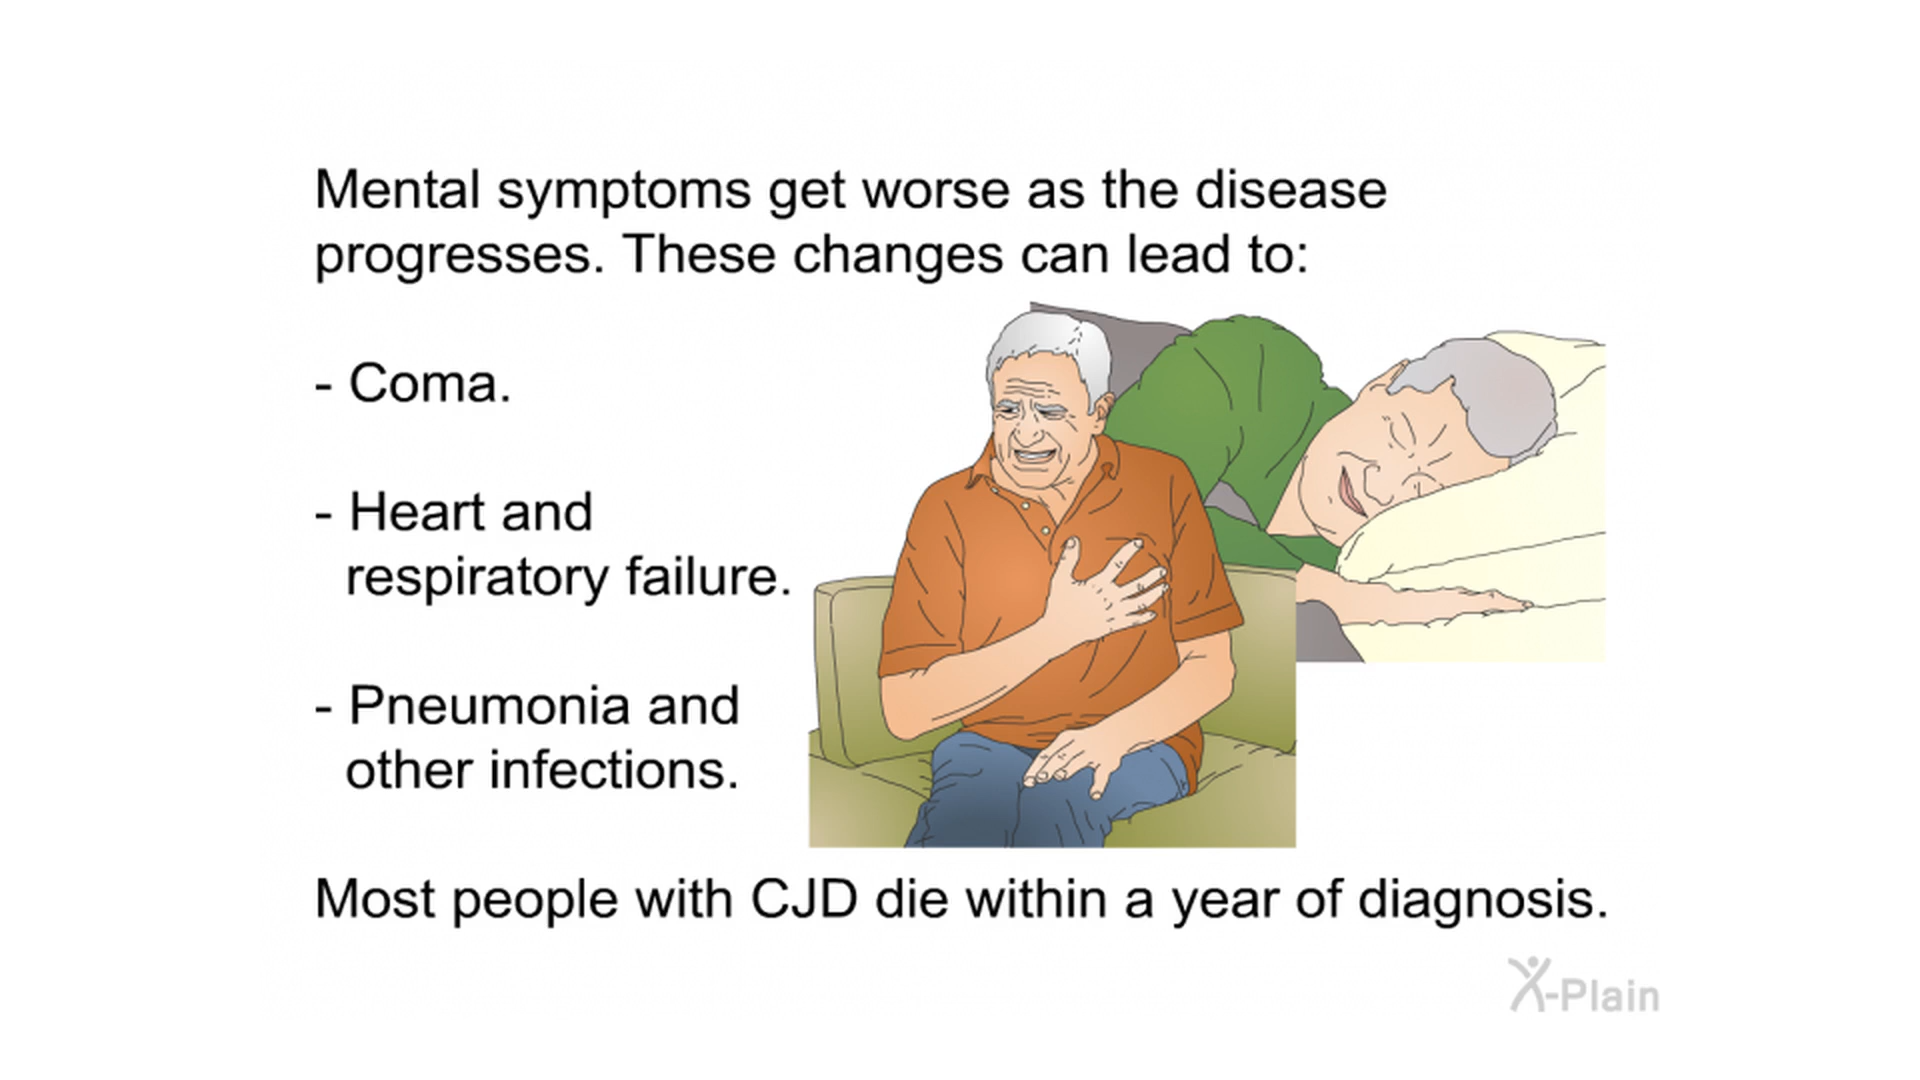 Mental symptoms get worse as the disease
progresses. These changes can lead to:
- Coma.
- Heart and
respiratory failure.
- Pneumonia and
other infections.
Most people with CJD die within a year of diagnosis.
X-Plain